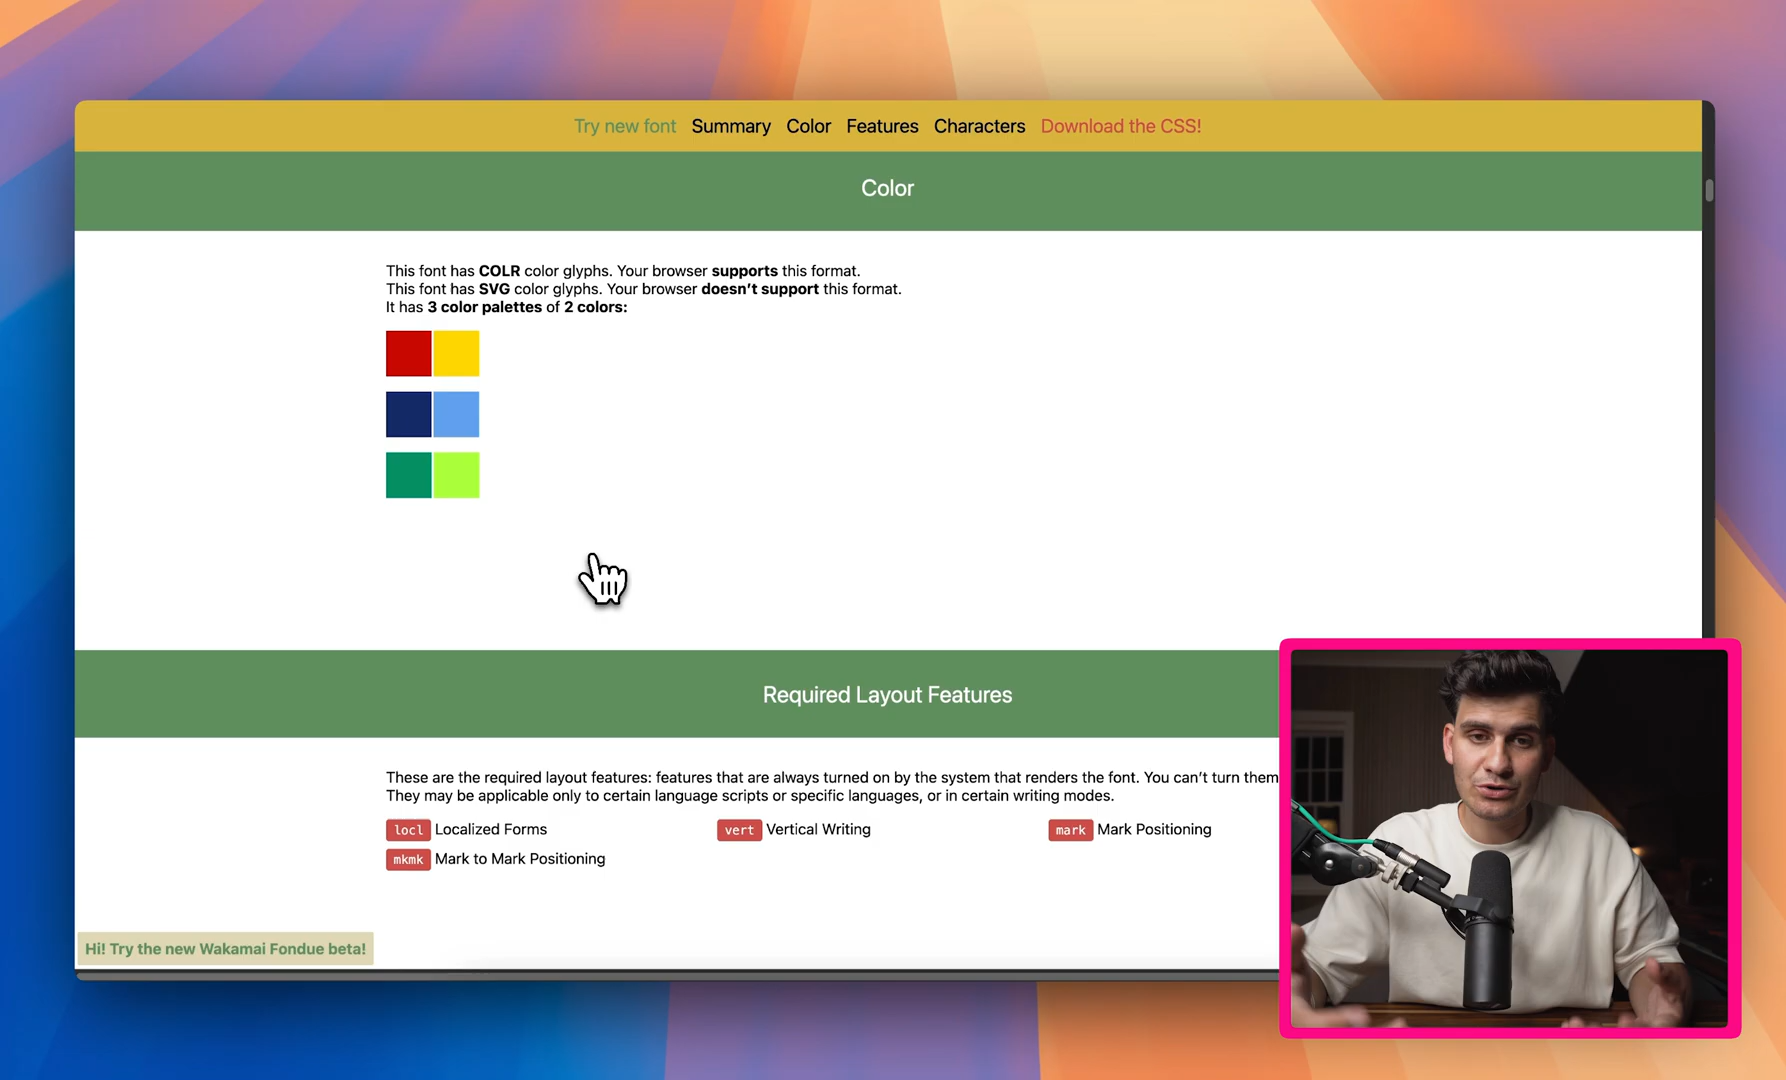 Try new font Summary Color Features Characters Download the CSS!
Color
This font has COLR color glyphs. Your browser supports this format.
This font has SVG color glyphs. Your browser doesn’t support this format.
It has 3 color palettes of 2 colors:
Required Layout Features
These are the required layout features: features that are always turned on by the system that renders the font. You can’t turn them
They may be applicable only to certain language scripts or specific languages, or in certain writing modes.
locl Localized Forms vert Vertical Writing mark Mark Positioning
mkmk Mark to Mark Positioning
Hi! Try the new Wakamai Fondue beta!